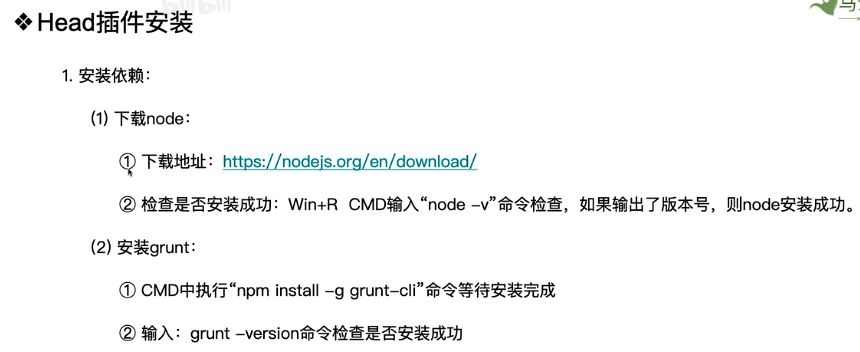 ❖Head插件安装
1. 安装依赖：
(1) 下载node：
① 下载地址：https://nodejs.org/en/download/
② 检查是否安装成功：Win+R CMD输入“node –v”命令检查，如果输出了版本号，则node安装成功。
(2) 安装grunt：
① CMD中执行“npm install –g grunt–cli”命令等待安装完成
② 输入：grunt –version命令检查是否安装成功